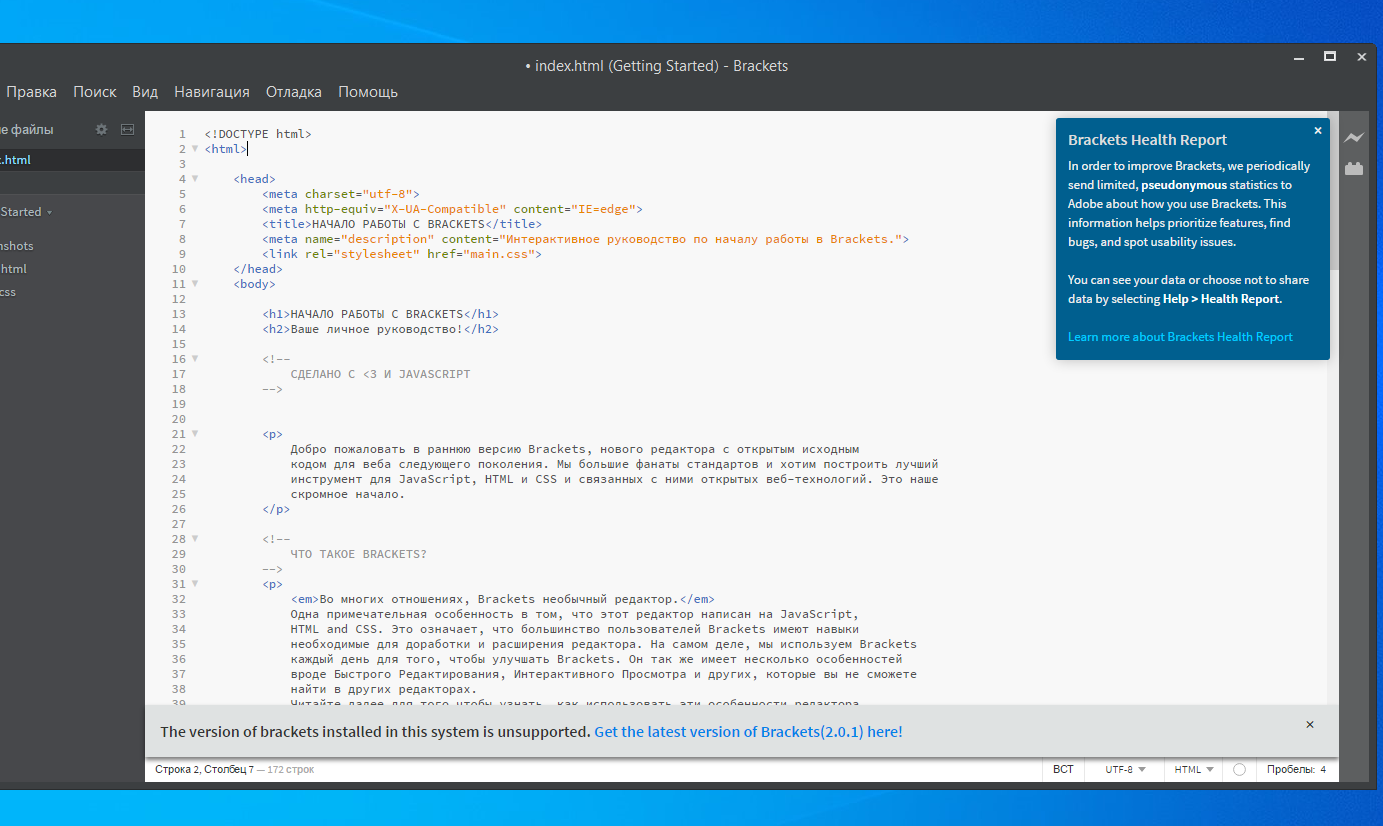 • index.html (Getting Started) - Brackets
Правка Поиск Вид Навигация Отладка Помощь
е файлы
.html
Started
nshots
html
css
1 <!DOCTYPE html>
2 <html>
3
4 <head>
5 <meta charset="utf-8">
6 <meta http-equiv="X-UA-Compatible" content="IE=edge">
7 <title>НАЧАЛО РАБОТЫ С BRACKETS</title>
8 <meta name="description" content="Интерактивное руководство по началу работы в Brackets.">
9 <link rel="stylesheet" href="main.css">
10 </head>
11 <body>
12
13 <h1>НАЧАЛО РАБОТЫ С BRACKETS</h1>
14 <h2>Ваше личное руководство!</h2>
15
16 <!--
17 СДЕЛАНО С <3 И JAVASCRIPT
18 -->
19
20
21 <p>
22 Добро пожаловать в раннюю версию Brackets, нового редактора с открытым исходным
23 кодом для веба следующего поколения. Мы большие фанаты стандартов и хотим построить лучший
24 инструмент для JavaScript, HTML и CSS и связанных с ними открытых веб-технологий. Это наше
25 скромное начало.
26 </p>
27
28 <!--
29 ЧТО ТАКОЕ BRACKETS?
30 -->
31 <p>
32 <em>Во многих отношениях, Brackets необычный редактор.</em>
33 Одна примечательная особенность в том, что этот редактор написан на JavaScript,
34 HTML and CSS. Это означает, что большинство пользователей Brackets имеют навыки
35 необходимые для доработки и расширения редактора. На самом деле, мы используем Brackets
36 каждый день для того, чтобы улучшать Brackets. Он так же имеет несколько особенностей
37 вроде Быстрого Редактирования, Интерактивного Просмотра и других, которые вы не сможете
38 найти в других редакторах.
39 Читайте далее для того чтобы узнать, как использовать эти особенности редактора.
Brackets Health Report
In order to improve Brackets, we periodically
send limited, pseudonymous statistics to
Adobe about how you use Brackets. This
information helps prioritize features, find
bugs, and spot usability issues.
You can see your data or choose not to share
data by selecting Help > Health Report.
Learn more about Brackets Health Report
The version of brackets installed in this system is unsupported. Get the latest version of Brackets(2.0.1) here!
Строка 2, Столбец 7 — 172 строк
ВСТ UTF-8 HTML Пробелы: 4